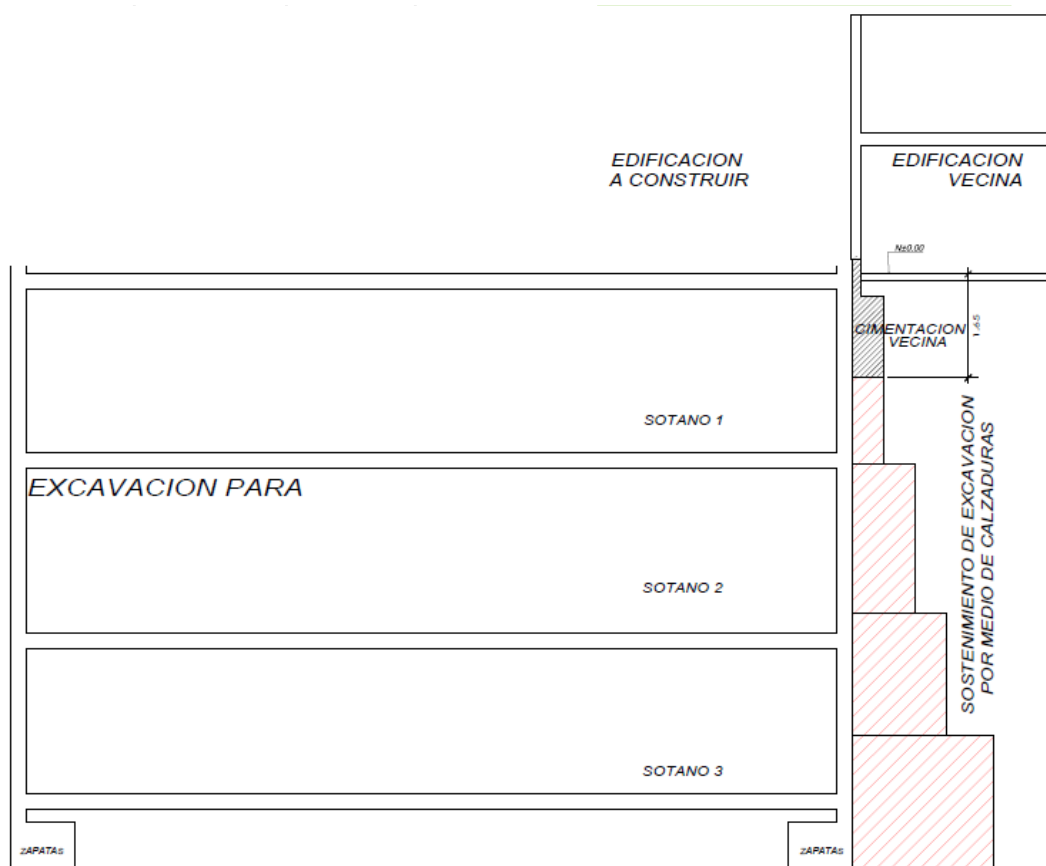 EDIFICACION
A CONSTRUIR
EDIFICACION
VECINA
N±0.00
CIMENTACION
VECINA
1.65
SOTANO 1
EXCAVACION PARA
SOTANO 2
SOSTENIMIENTO DE EXCAVACION
POR MEDIO DE CALZADURAS
SOTANO 3
ZAPATAS
ZAPATAS